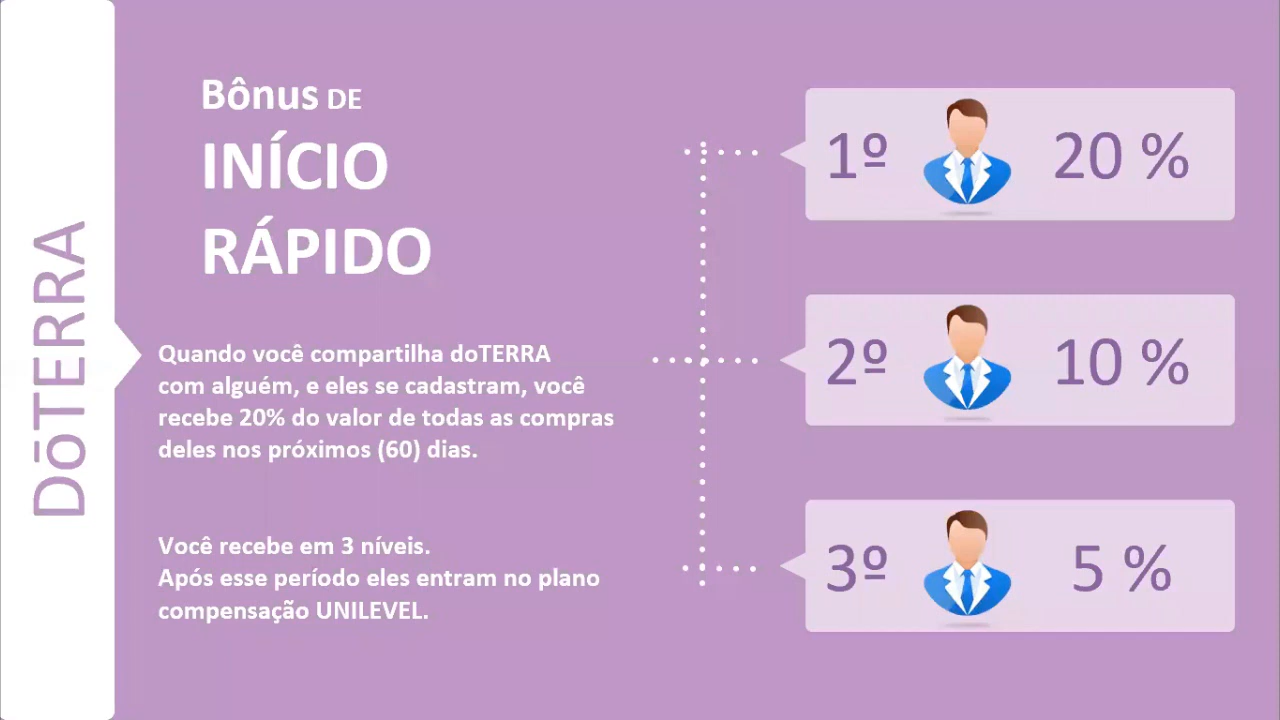 DōTERRA
Bônus DE
INÍCIO
RÁPIDO
Quando você compartilha doTERRA
com alguém, e eles se cadastram, você
recebe 20% do valor de todas as compras
deles nos próximos (60) dias.
Você recebe em 3 níveis.
Após esse período eles entram no plano
compensação UNILEVEL.
1º 20 %
2º 10 %
3º 5 %